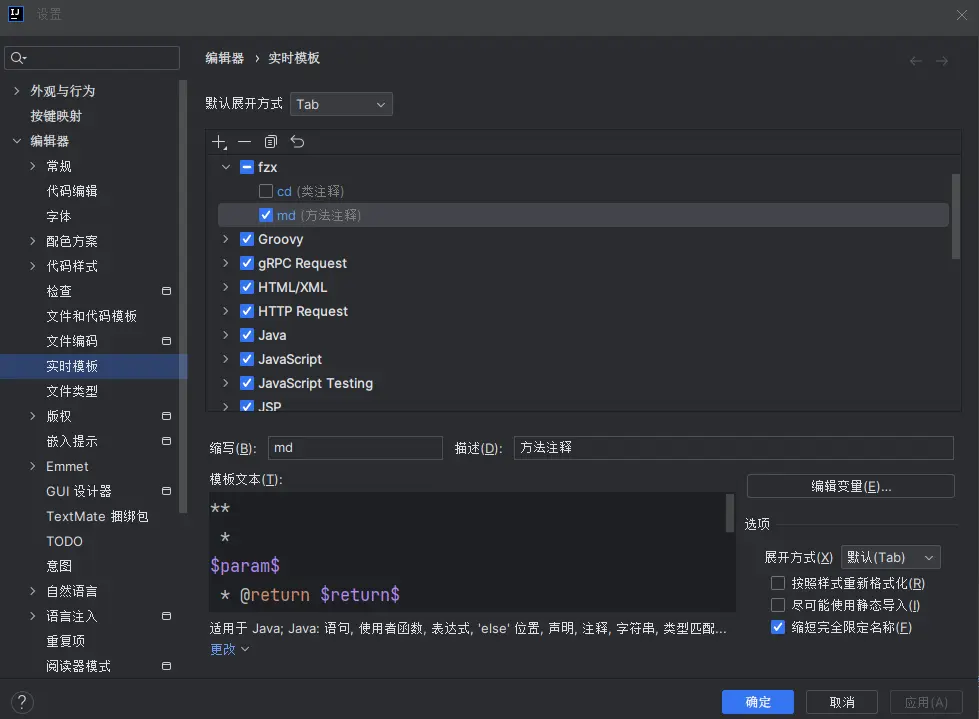 设置
编辑器 › 实时模板
外观与行为
按键映射
编辑器
常规
代码编辑
字体
配色方案
代码样式
检查
文件和代码模板
文件编码
实时模板
文件类型
版权
嵌入提示
Emmet
GUI 设计器
TextMate 捆绑包
TODO
意图
自然语言
语言注入
重复项
阅读器模式
默认展开方式 Tab
fzx
cd (类注释)
md (方法注释)
Groovy
gRPC Request
HTML/XML
HTTP Request
Java
JavaScript
JavaScript Testing
JSP
缩写(B): md 描述(D): 方法注释
模板文本(T):
**
*
$param$
* @return $return$
适用于 Java; Java: 语句, 使用者函数, 表达式, 'else' 位置, 声明, 注释, 字符串, 类型匹配...
更改
编辑变量(E)...
选项
展开方式(X) 默认(Tab)
按照样式重新格式化(R)
尽可能使用静态导入(I)
缩短完全限定名称(F)
? 确定 取消 应用(A)